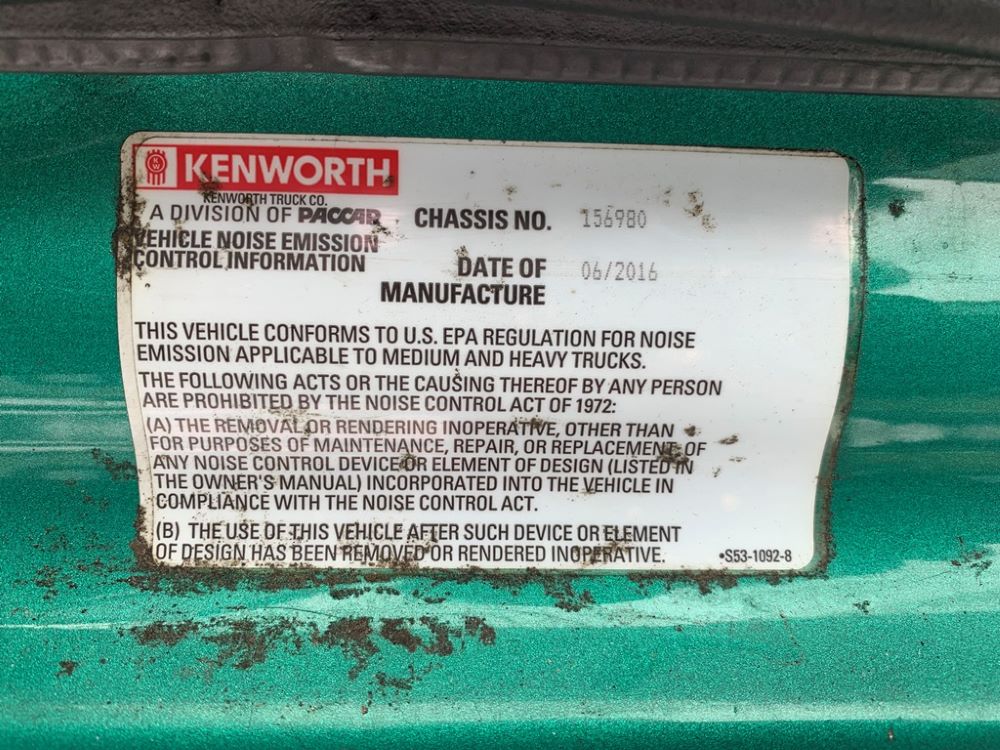 KW KENWORTH
KENWORTH TRUCK CO.
A DIVISION OF PACCAR
VEHICLE NOISE EMISSION
CONTROL INFORMATION
CHASSIS NO. 156980
DATE OF
MANUFACTURE 06/2016
THIS VEHICLE CONFORMS TO U.S. EPA REGULATION FOR NOISE
EMISSION APPLICABLE TO MEDIUM AND HEAVY TRUCKS.
THE FOLLOWING ACTS OR THE CAUSING THEREOF BY ANY PERSON
ARE PROHIBITED BY THE NOISE CONTROL ACT OF 1972:
(A) THE REMOVAL OR RENDERING INOPERATIVE, OTHER THAN
FOR PURPOSES OF MAINTENANCE, REPAIR, OR REPLACEMENT, OF
ANY NOISE CONTROL DEVICE OR ELEMENT OF DESIGN (LISTED IN
THE OWNER'S MANUAL) INCORPORATED INTO THE VEHICLE IN
COMPLIANCE WITH THE NOISE CONTROL ACT.
(B) THE USE OF THIS VEHICLE AFTER SUCH DEVICE OR ELEMENT
OF DESIGN HAS BEEN REMOVED OR RENDERED INOPERATIVE.
•S53-1092-8